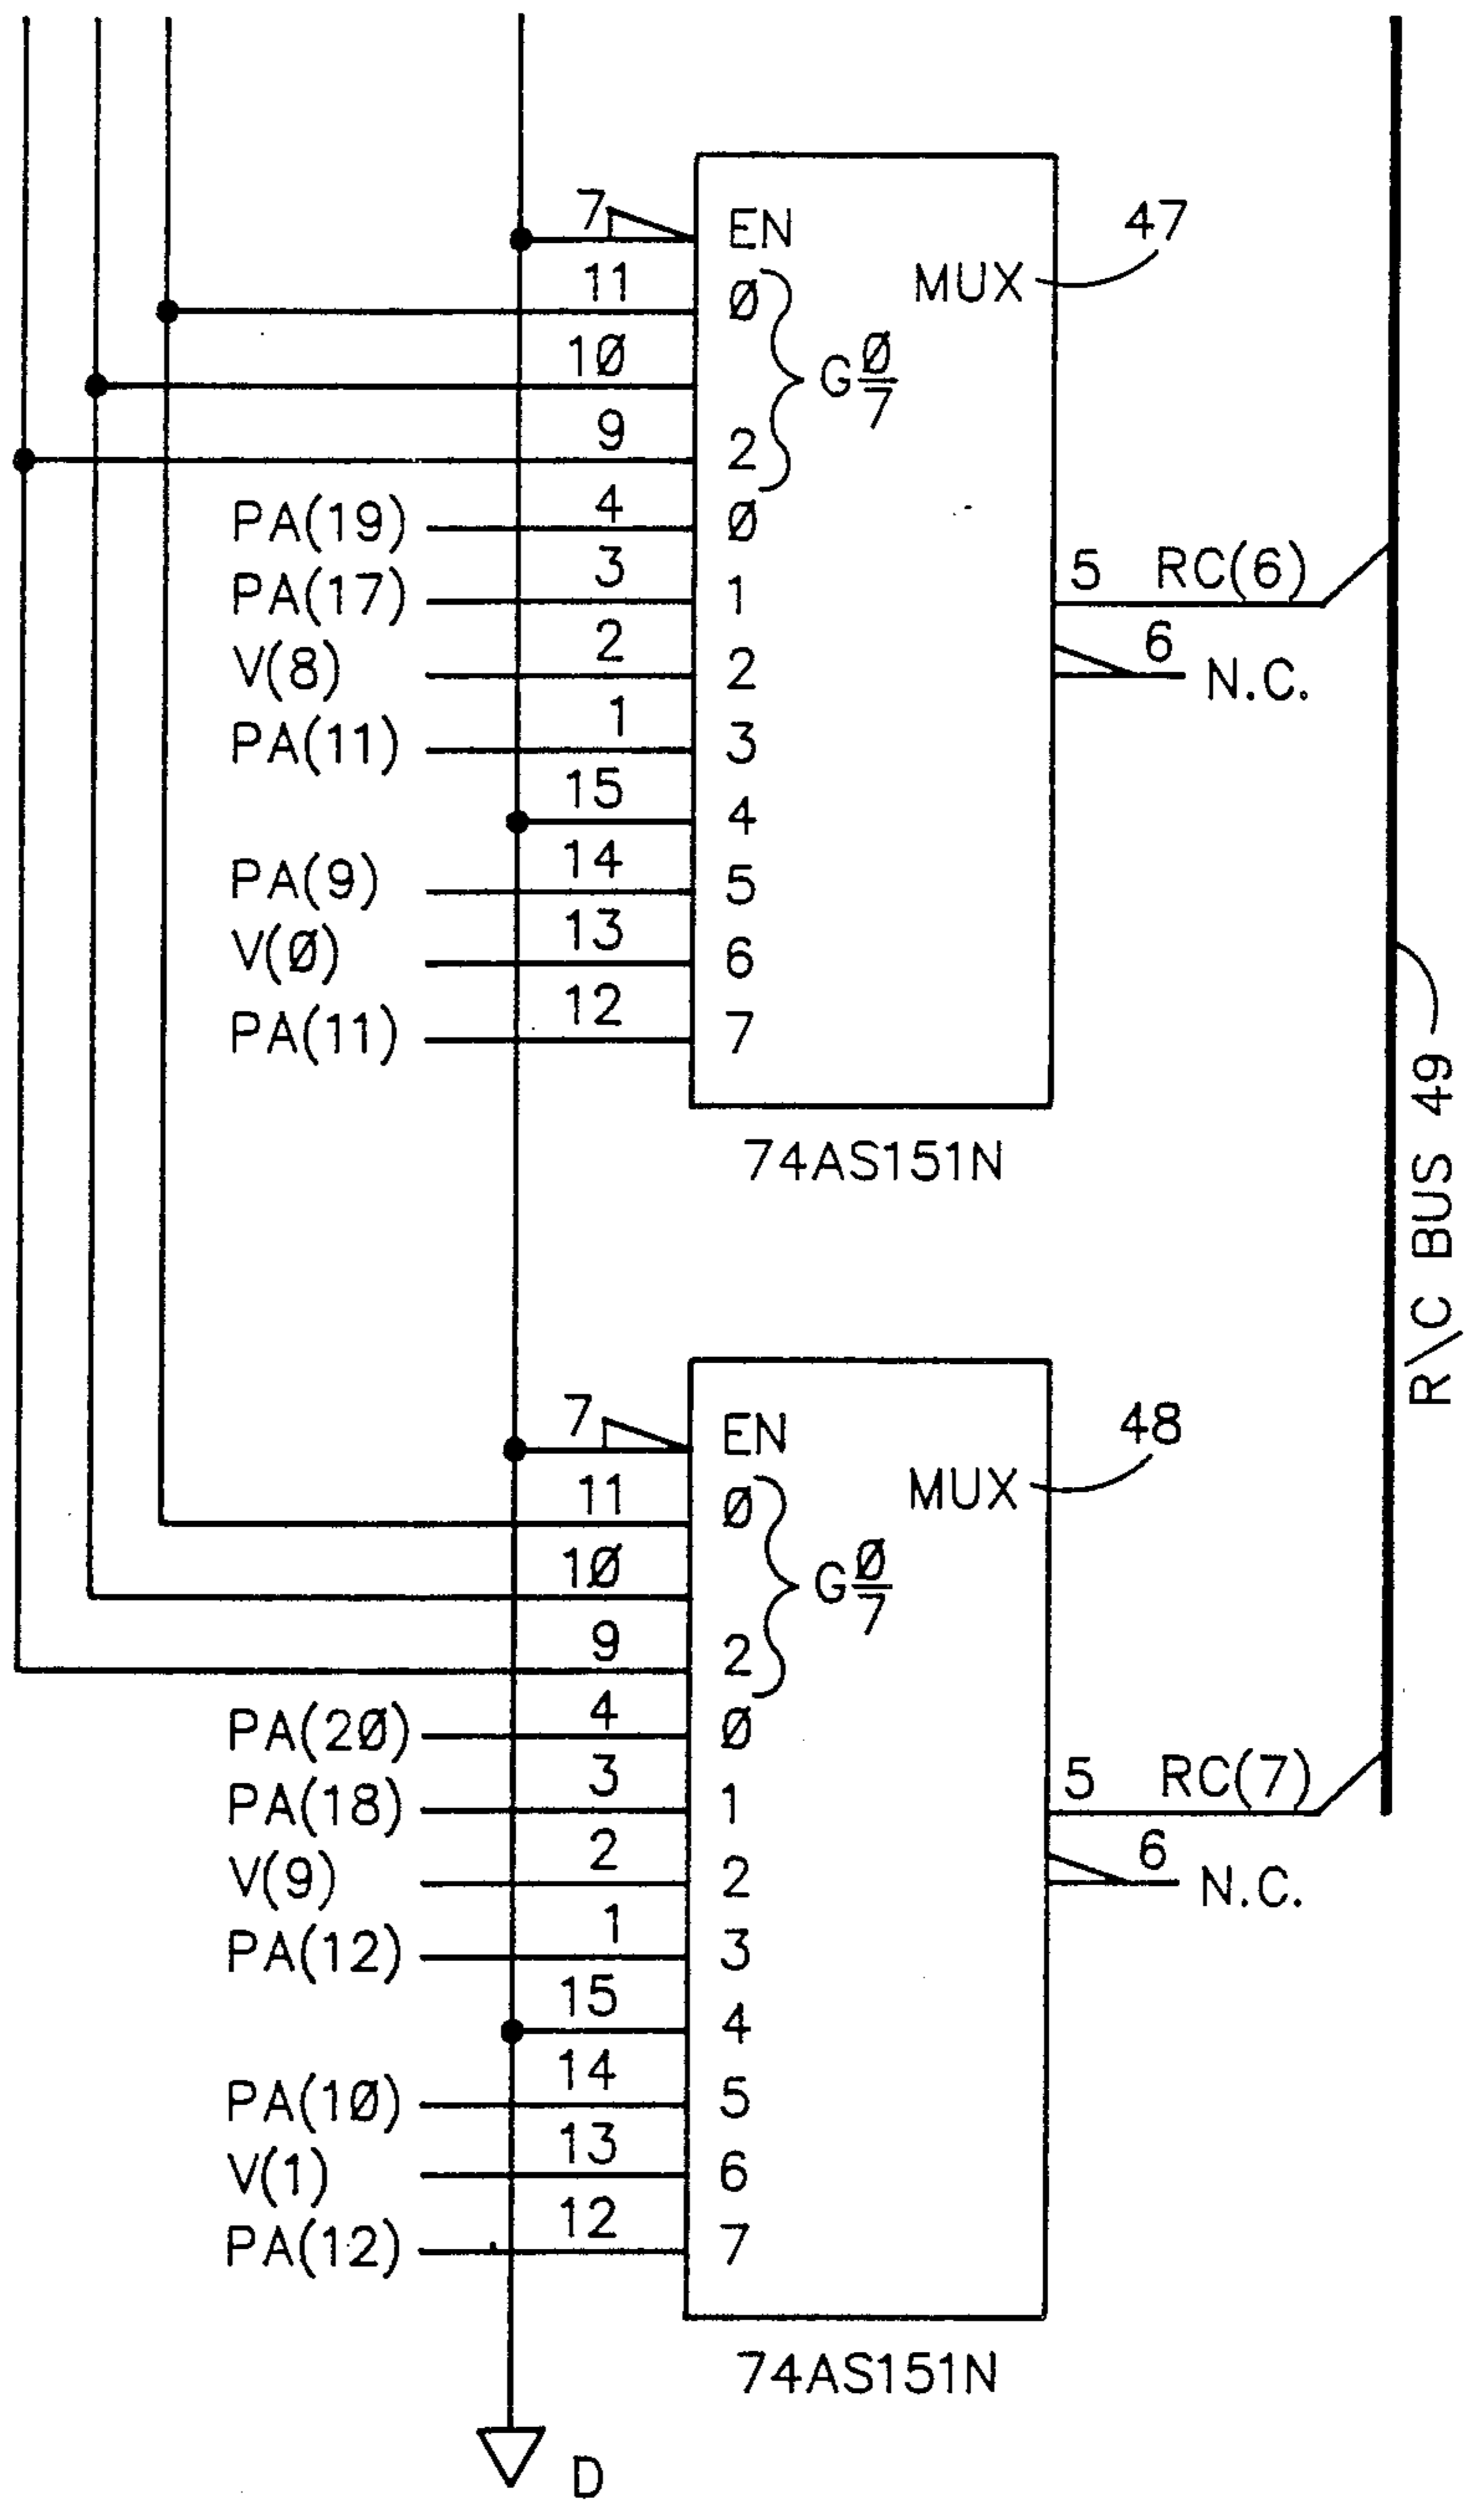 7 EN 47
11 Ø MUX
10 GØ/7
9 2
PA(19) 4 Ø
PA(17) 3 1 5 RC(6)
V(8) 2 2 6 N.C.
PA(11) 1 3
15 4
PA(9) 14 5
V(Ø) 13 6
PA(11) 12 7
74AS151N
R/C BUS 49
7 EN 48
11 Ø MUX
1Ø GØ/7
9 2
PA(2Ø) 4 Ø
PA(18) 3 1 5 RC(7)
V(9) 2 2 6 N.C.
PA(12) 1 3
15 4
PA(1Ø) 14 5
V(1) 13 6
PA(12) 12 7
74AS151N
D